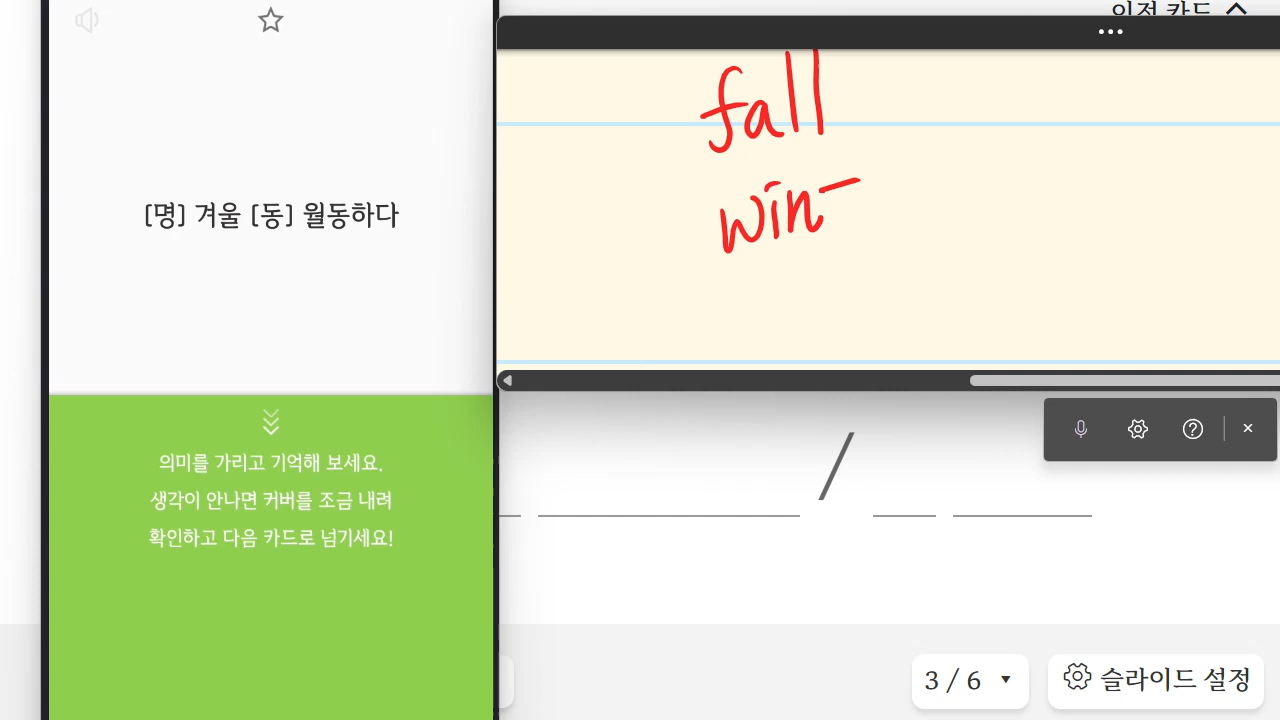 이전 카드
fall
win
[명] 겨울 [동] 월동하다
의미를 가리고 기억해 보세요.
생각이 안나면 커버를 조금 내려
확인하고 다음 카드로 넘기세요!
/
3 / 6
슬라이드 설정